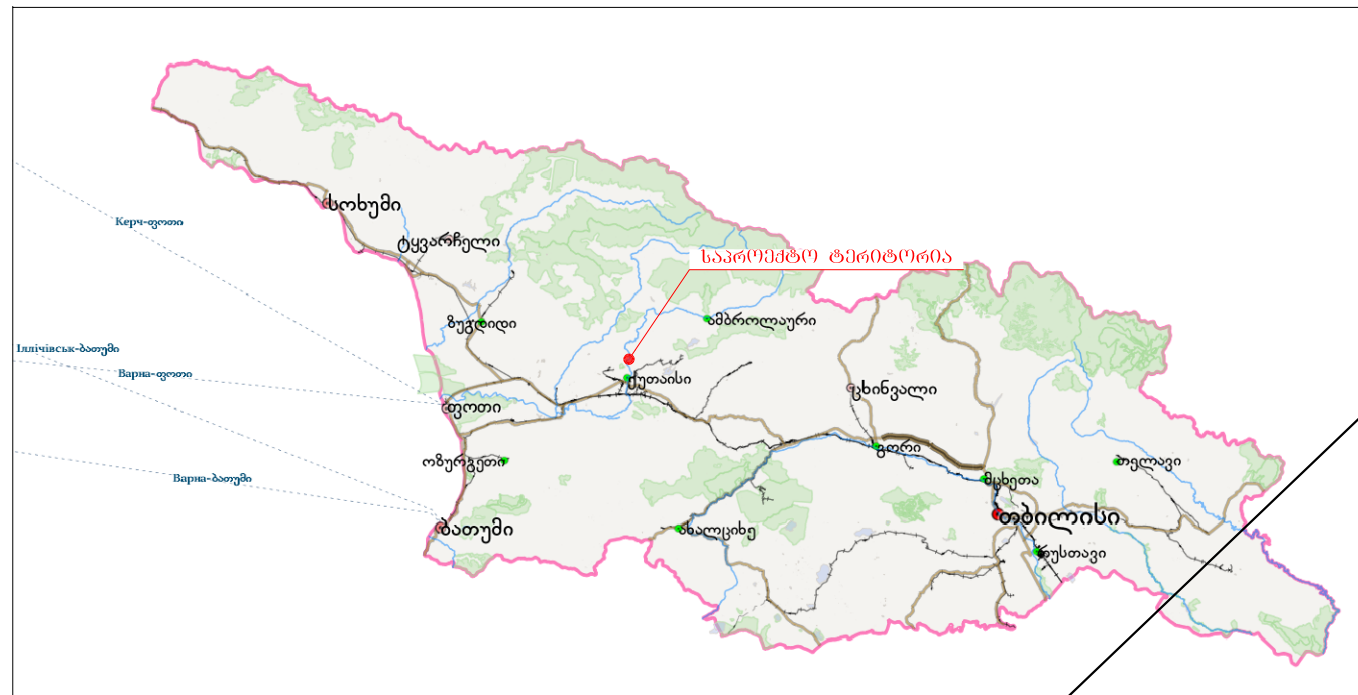 სოხუმი
Керч-ფოთი
ტყვარჩელი
საპროექტო ტერიტორია
ზუგდიდი
ამბროლაური
Іллічівськ-ბათუმი
Варна-ფოთი
ქუთაისი
ცხინვალი
ფოთი
გორი
ოზურგეთი
თელავი
Варна-ბათუმი
მცხეთა
ბათუმი
ახალციხე
თბილისი
რუსთავი